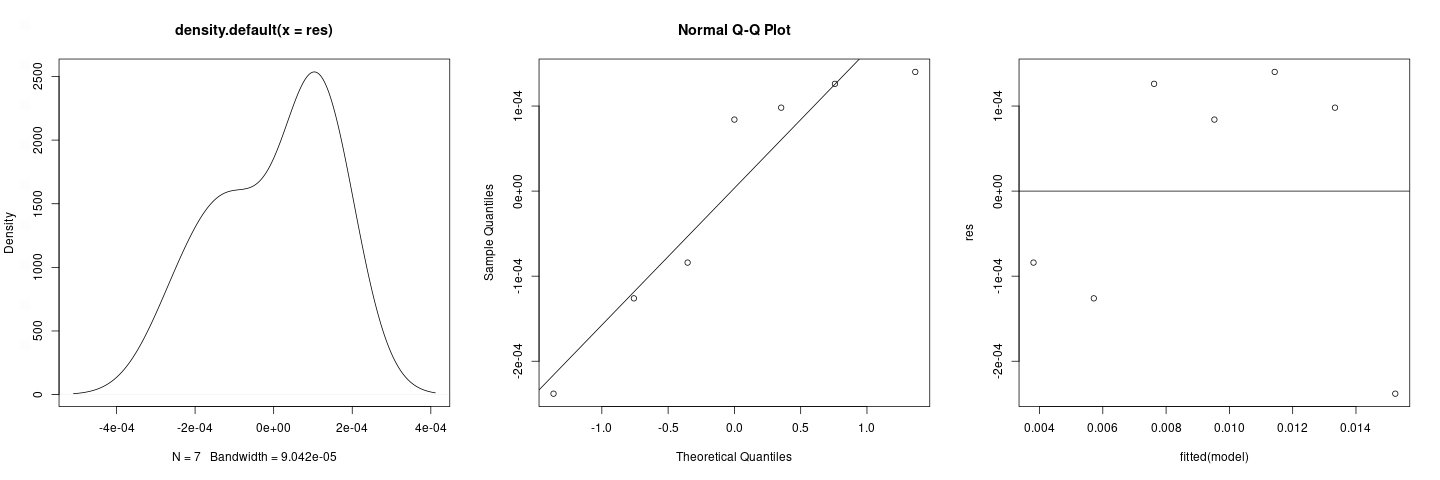 density.default(x = res)
Density
0
500
1000
1500
2000
2500
-4e-04
-2e-04
0e+00
2e-04
4e-04
N = 7   Bandwidth = 9.042e-05
Normal Q-Q Plot
Sample Quantiles
-2e-04
-1e-04
0e+00
1e-04
-1.0
-0.5
0.0
0.5
1.0
Theoretical Quantiles
res
-2e-04
-1e-04
0e+00
1e-04
0.004
0.006
0.008
0.010
0.012
0.014
fitted(model)